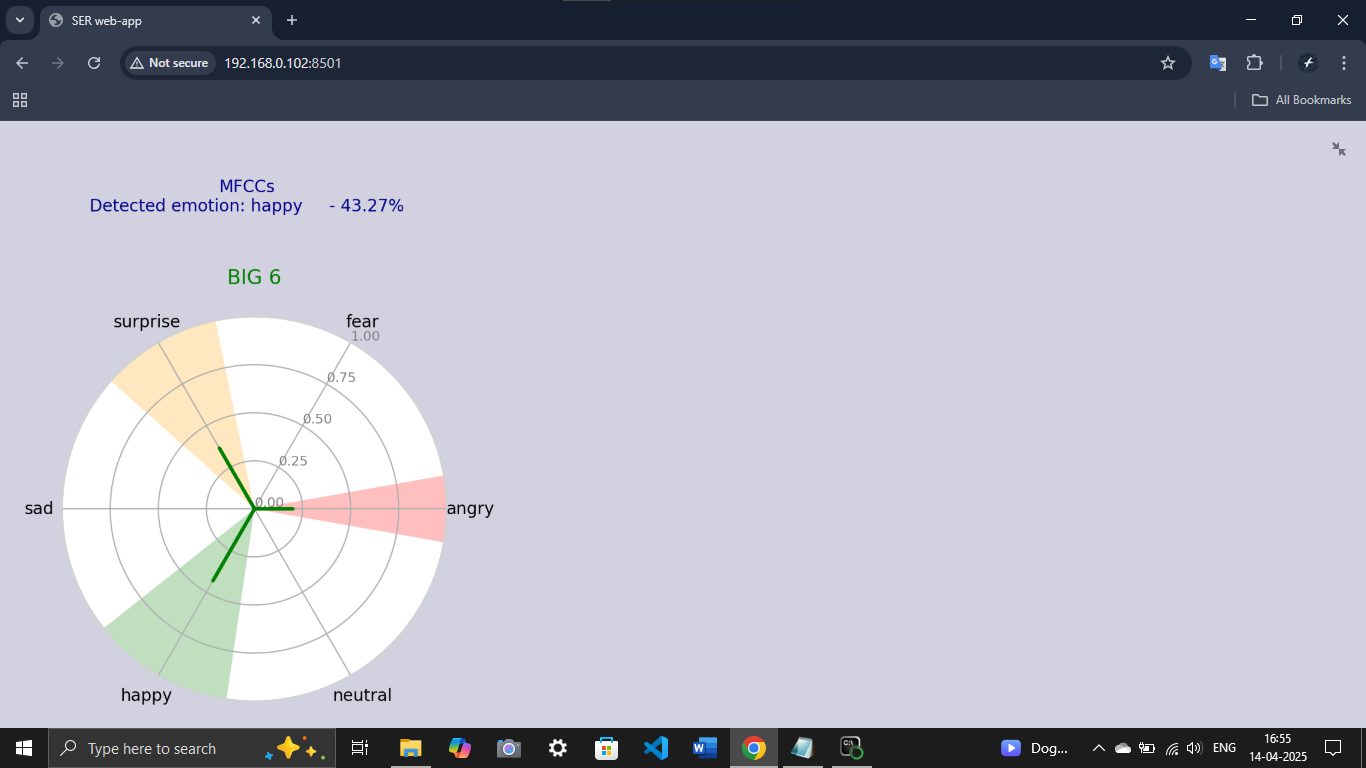 SER web-app
Not secure
192.168.0.102:8501
All Bookmarks
MFCCs
Detected emotion: happy - 43.27%
BIG 6
surprise
fear
1.00
0.75
0.50
0.25
0.00
sad
angry
happy
neutral
Type here to search
Dog...
ENG
16:55
14-04-2025